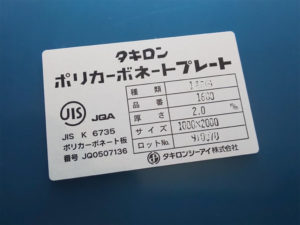 タキロン
ポリカーボネートプレート
JIS JQA
JIS K 6735
ポリカーボネート板
番号 JQ0507136
種類
品番 1600
厚さ 2.0 ㎜
サイズ 1000×2000
ロットNo.
タキロンシーアイ株式会社